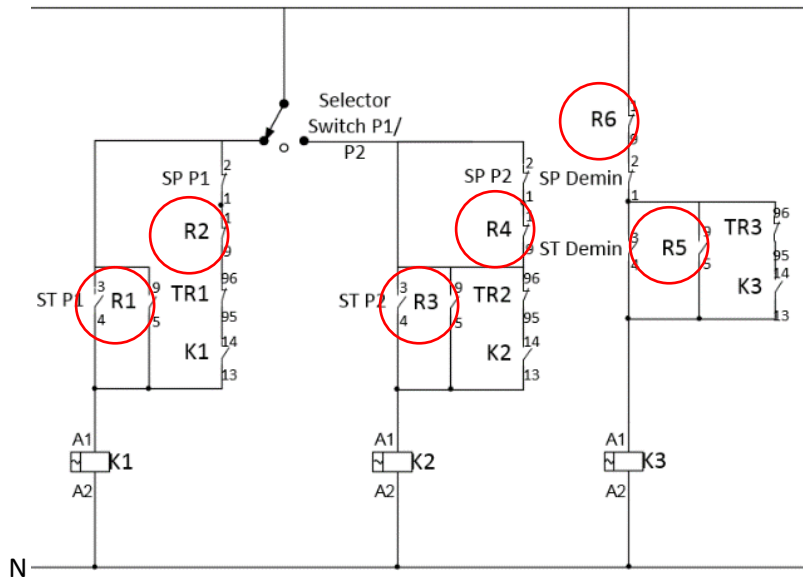 Selector
Switch P1/
P2
SP P1
2
1
1
R2
9
ST P1
3
4
R1
9
5
TR1
96
95
K1
14
13
A1
K1
A2
SP P2
2
1
1
R4
9
ST P2
3
4
R3
9
5
TR2
96
95
K2
14
13
A1
K2
A2
1
R6
9
SP Demin
2
1
ST Demin
3
4
R5
9
5
TR3
96
95
K3
14
13
A1
K3
A2
N